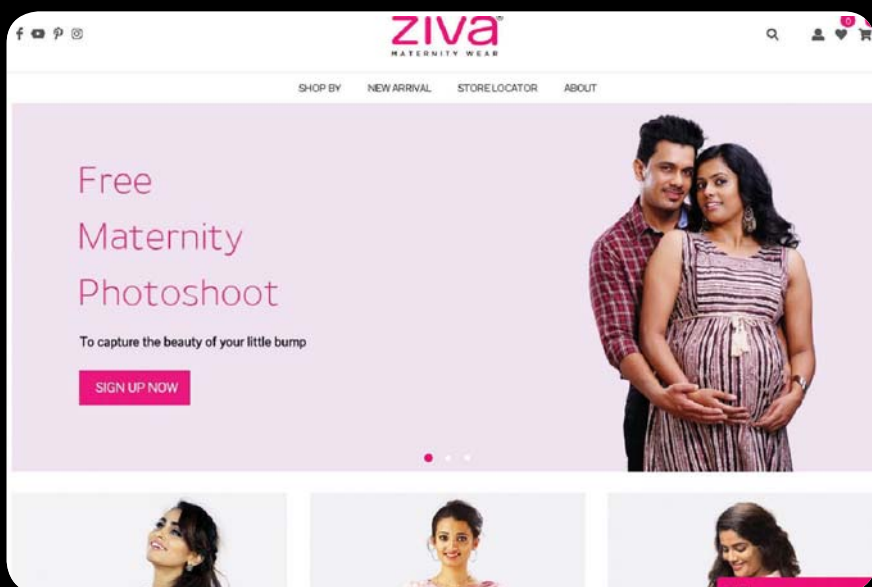 ziva
MATERNITY WEAR
0
SHOP BY NEW ARRIVAL STORE LOCATOR ABOUT
Free
Maternity
Photoshoot
To capture the beauty of your little bump
SIGN UP NOW